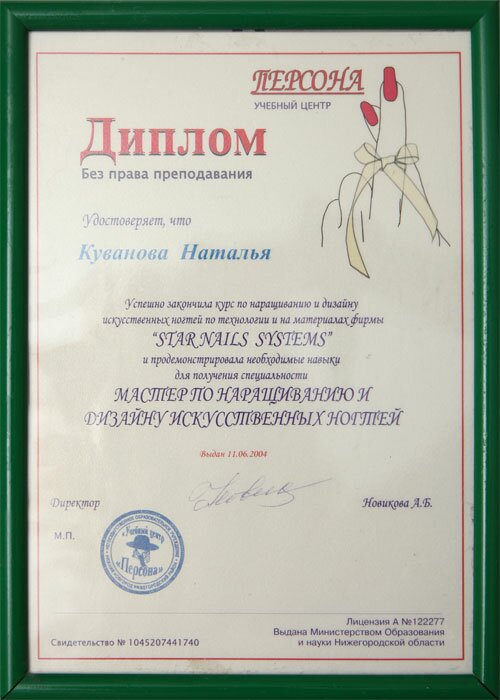 ПЕРСОНА
УЧЕБНЫЙ ЦЕНТР
Диплом
Без права преподавания
Удостоверяет, что
Куванова Наталья
Успешно закончила курс по наращиванию и дизайну
искусственных ногтей по технологии и на материалах фирмы
"STAR NAILS SYSTEMS"
и продемонстрировала необходимые навыки
для получения специальности
МАСТЕР ПО НАРАЩИВАНИЮ И
ДИЗАЙНУ ИСКУССТВЕННЫХ НОГТЕЙ
Выдан 11.06.2004
Директор
Новикова А.Б.
М.П.
Учебный центр
"Персона"
Лицензия А №122277
Выдана Министерством Образования
и науки Нижегородской области
Свидетельство № 1045207441740